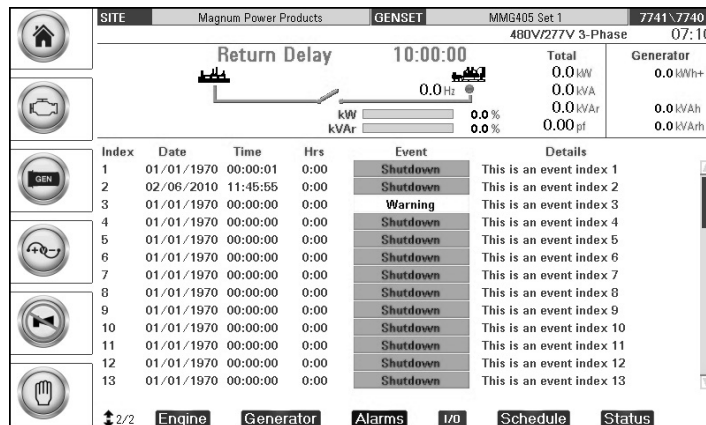 SITE Magnum Power Products GENSET MMG405 Set 1 7741\7740
480V/277V 3-Phase
Return Delay 10:00:00 Total Generator
0.0 kW 0.0 kWh+
0.0 Hz 0.0 kVA
0.0 kVAr 0.0 kVAh
kW 0.0 % 0.00 pf 0.0 kVArh
kVAr 0.0 %
Index Date Time Hrs Event Details
1 01/01/1970 00:00:01 0:00 Shutdown This is an event index 1
2 02/06/2010 11:45:55 0:00 Shutdown This is an event index 2
3 01/01/1970 00:00:00 0:00 Warning This is an event index 3
4 01/01/1970 00:00:00 0:00 Shutdown This is an event index 4
5 01/01/1970 00:00:00 0:00 Shutdown This is an event index 5
6 01/01/1970 00:00:00 0:00 Shutdown This is an event index 6
7 01/01/1970 00:00:00 0:00 Shutdown This is an event index 7
8 01/01/1970 00:00:00 0:00 Shutdown This is an event index 8
9 01/01/1970 00:00:00 0:00 Shutdown This is an event index 9
10 01/01/1970 00:00:00 0:00 Shutdown This is an event index 10
11 01/01/1970 00:00:00 0:00 Shutdown This is an event index 11
12 01/01/1970 00:00:00 0:00 Shutdown This is an event index 12
13 01/01/1970 00:00:00 0:00 Shutdown This is an event index 13
GEN
2/2 Engine Generator Alarms I/O Schedule Status